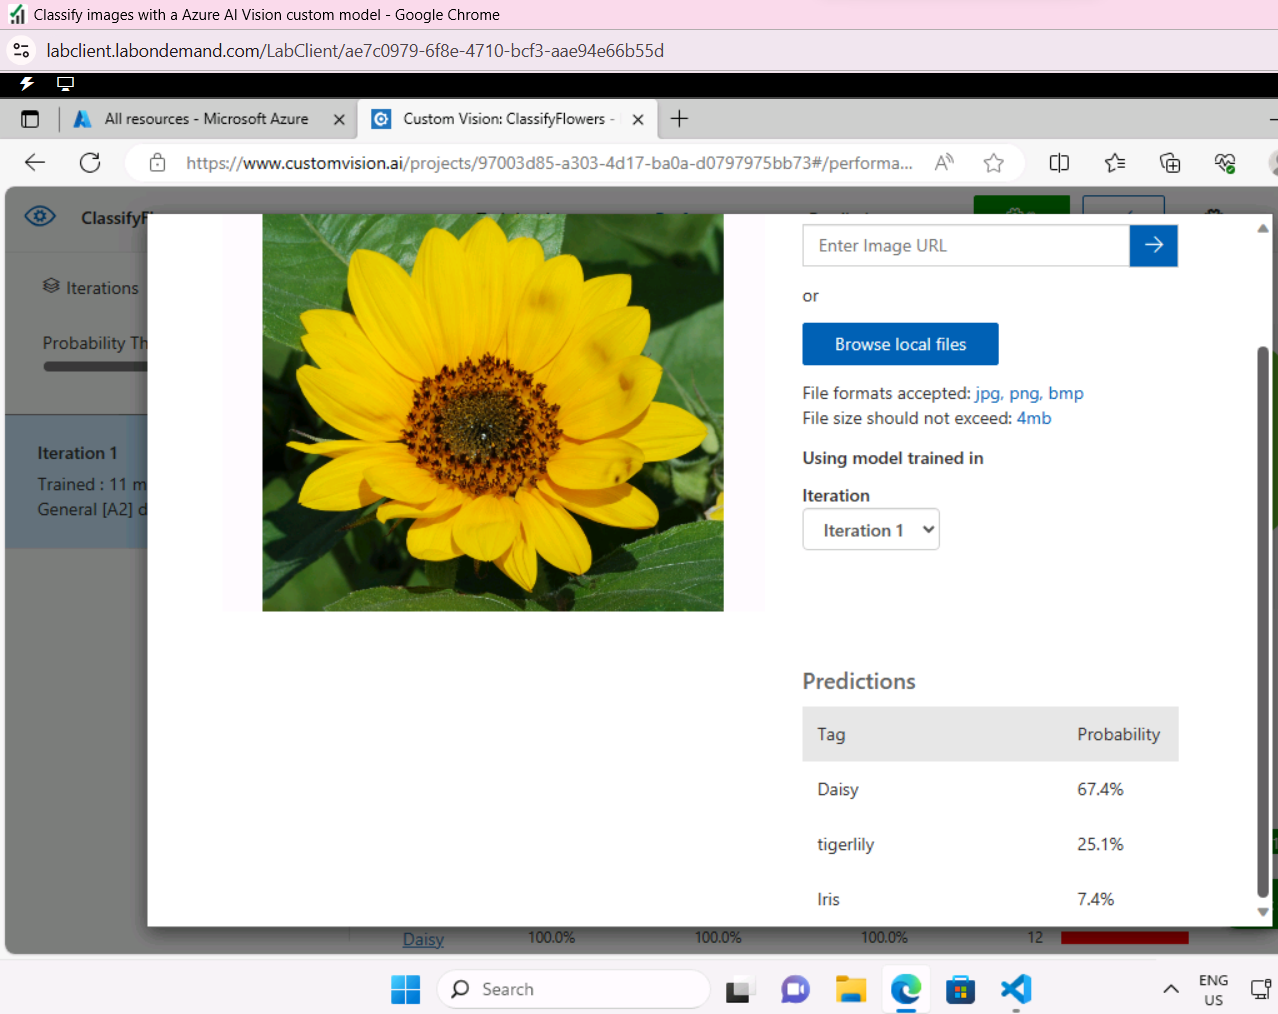 Classify images with a Azure AI Vision custom model - Google Chrome
labclient.labondemand.com/LabClient/ae7c0979-6f8e-4710-bcf3-aae94e66b55d
All resources - Microsoft Azure
Custom Vision: ClassifyFlowers -
https://www.customvision.ai/projects/97003d85-a303-4d17-ba0a-d0797975bb73#/performa...
ClassifyFl
Enter Image URL
Iterations
or
Probability Th
Browse local files
File formats accepted: jpg, png, bmp
File size should not exceed: 4mb
Iteration 1
Using model trained in
Trained : 11 m
Iteration
General [A2] d
Iteration 1
Predictions
Tag Probability
Daisy 67.4%
tigerlily 25.1%
Iris 7.4%
Daisy 100.0% 100.0% 100.0% 12
Search
ENG
US